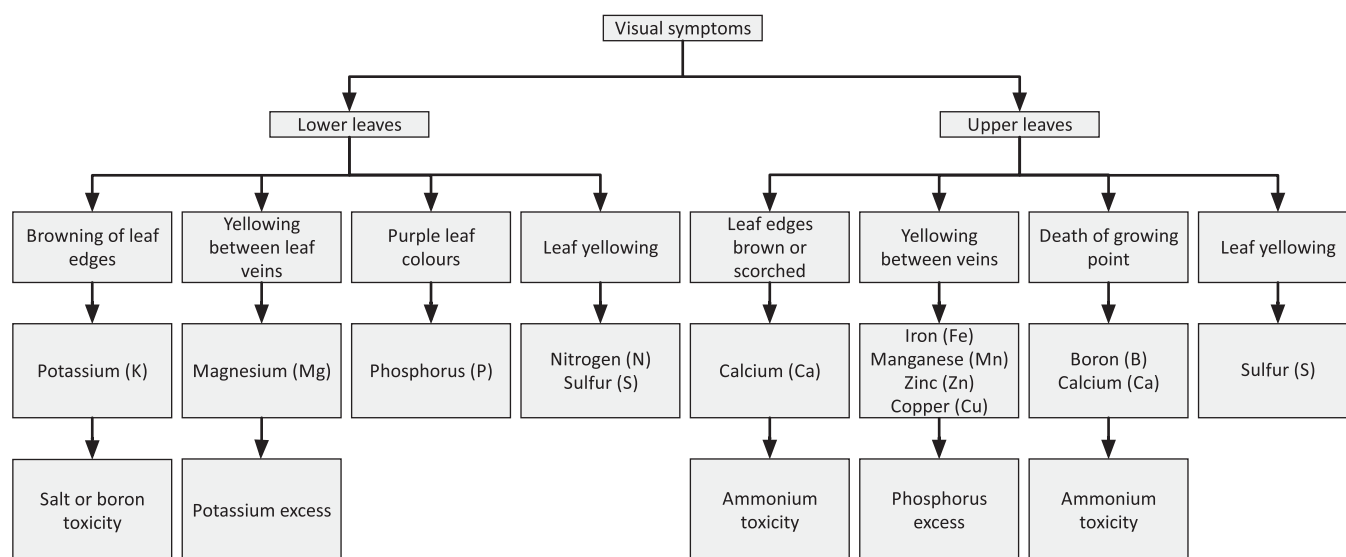 Visual symptoms
Lower leaves
Upper leaves
Browning of leaf
edges
Yellowing
between leaf
veins
Purple leaf
colours
Leaf yellowing
Leaf edges
brown or
scorched
Yellowing
between veins
Death of growing
point
Leaf yellowing
Potassium (K)
Magnesium (Mg)
Phosphorus (P)
Nitrogen (N)
Sulfur (S)
Calcium (Ca)
Iron (Fe)
Manganese (Mn)
Zinc (Zn)
Copper (Cu)
Boron (B)
Calcium (Ca)
Sulfur (S)
Salt or boron
toxicity
Potassium excess
Ammonium
toxicity
Phosphorus
excess
Ammonium
toxicity